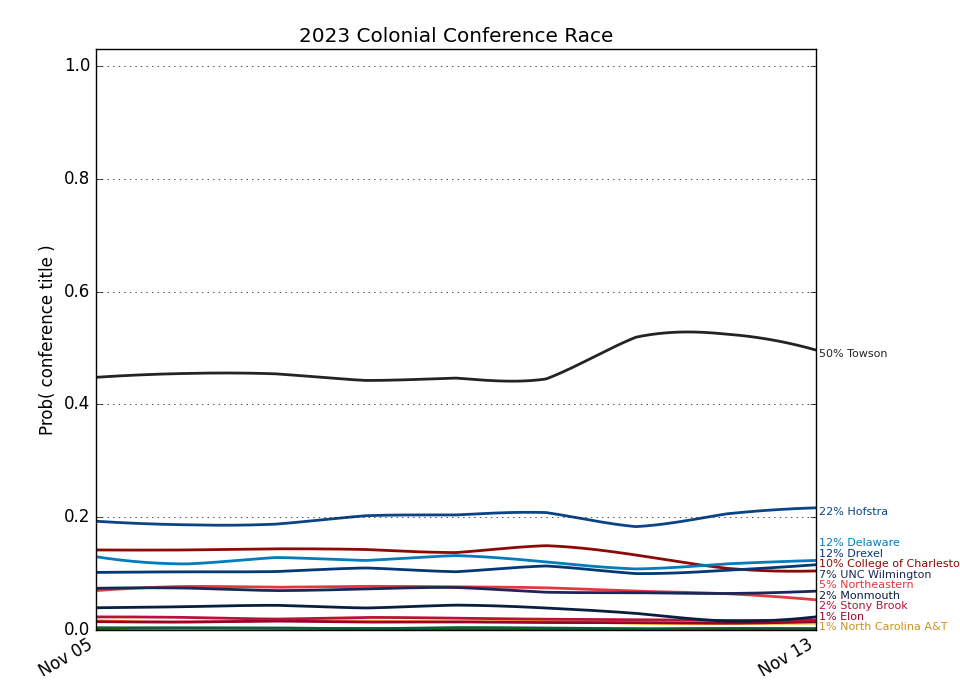 2023 Colonial Conference Race
Prob( conference title )
1.0
0.8
0.6
0.4
0.2
0.0
Nov 05
Nov 13
50% Towson
22% Hofstra
12% Delaware
12% Drexel
10% College of Charlesto
7% UNC Wilmington
5% Northeastern
2% Monmouth
2% Stony Brook
1% Elon
1% North Carolina A&T